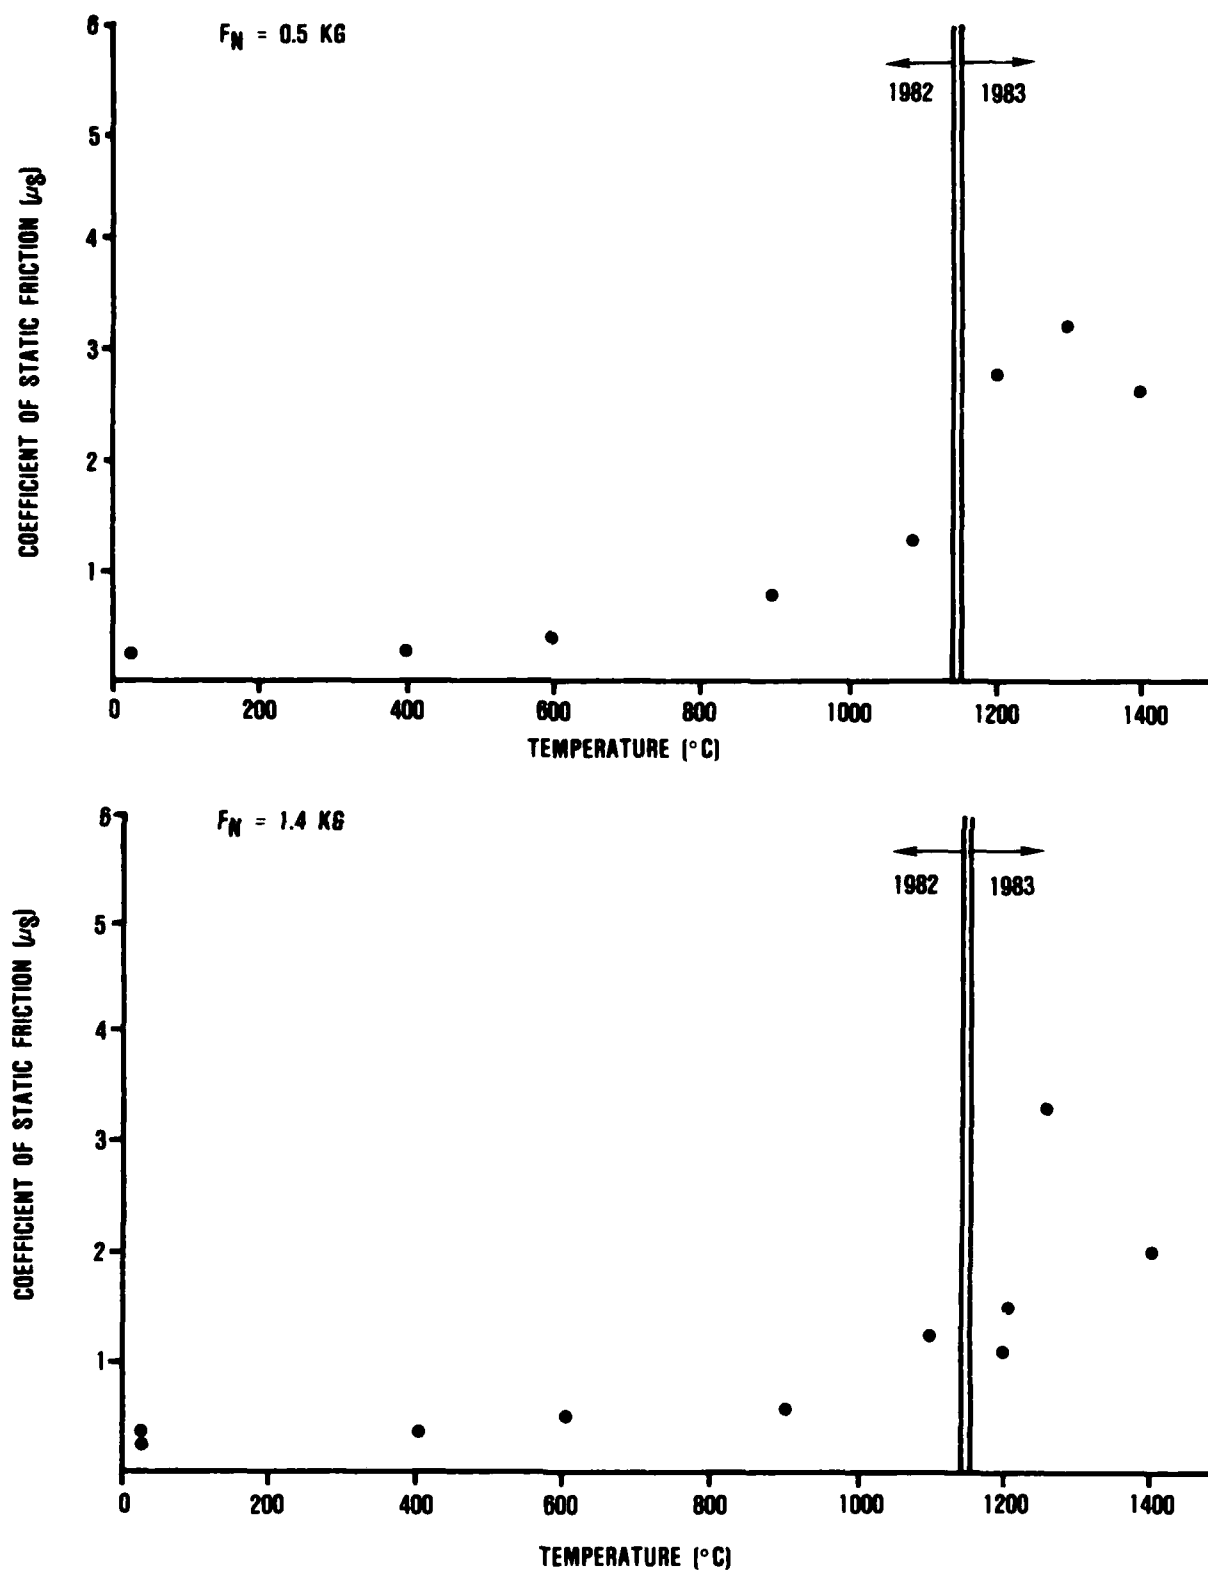 6
F_N = 0.5 KG
1982 1983
5
4
3
2
1
COEFFICIENT OF STATIC FRICTION (μs)
0 200 400 600 800 1000 1200 1400
TEMPERATURE (°C)
6
F_N = 1.4 KG
1982 1983
5
4
3
2
1
COEFFICIENT OF STATIC FRICTION (μs)
0 200 400 600 800 1000 1200 1400
TEMPERATURE (°C)